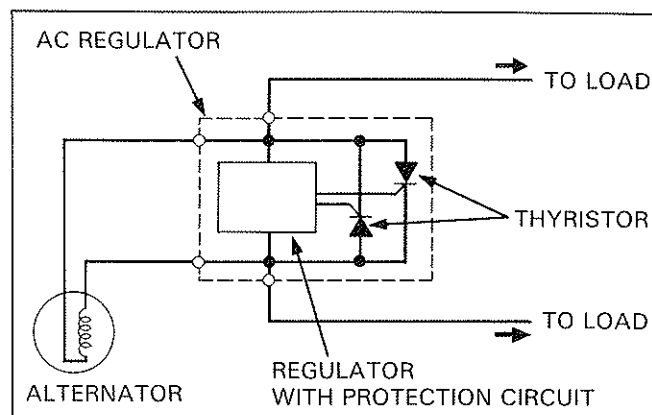 AC REGULATOR
TO LOAD
THYRISTOR
TO LOAD
REGULATOR
WITH PROTECTION CIRCUIT
ALTERNATOR